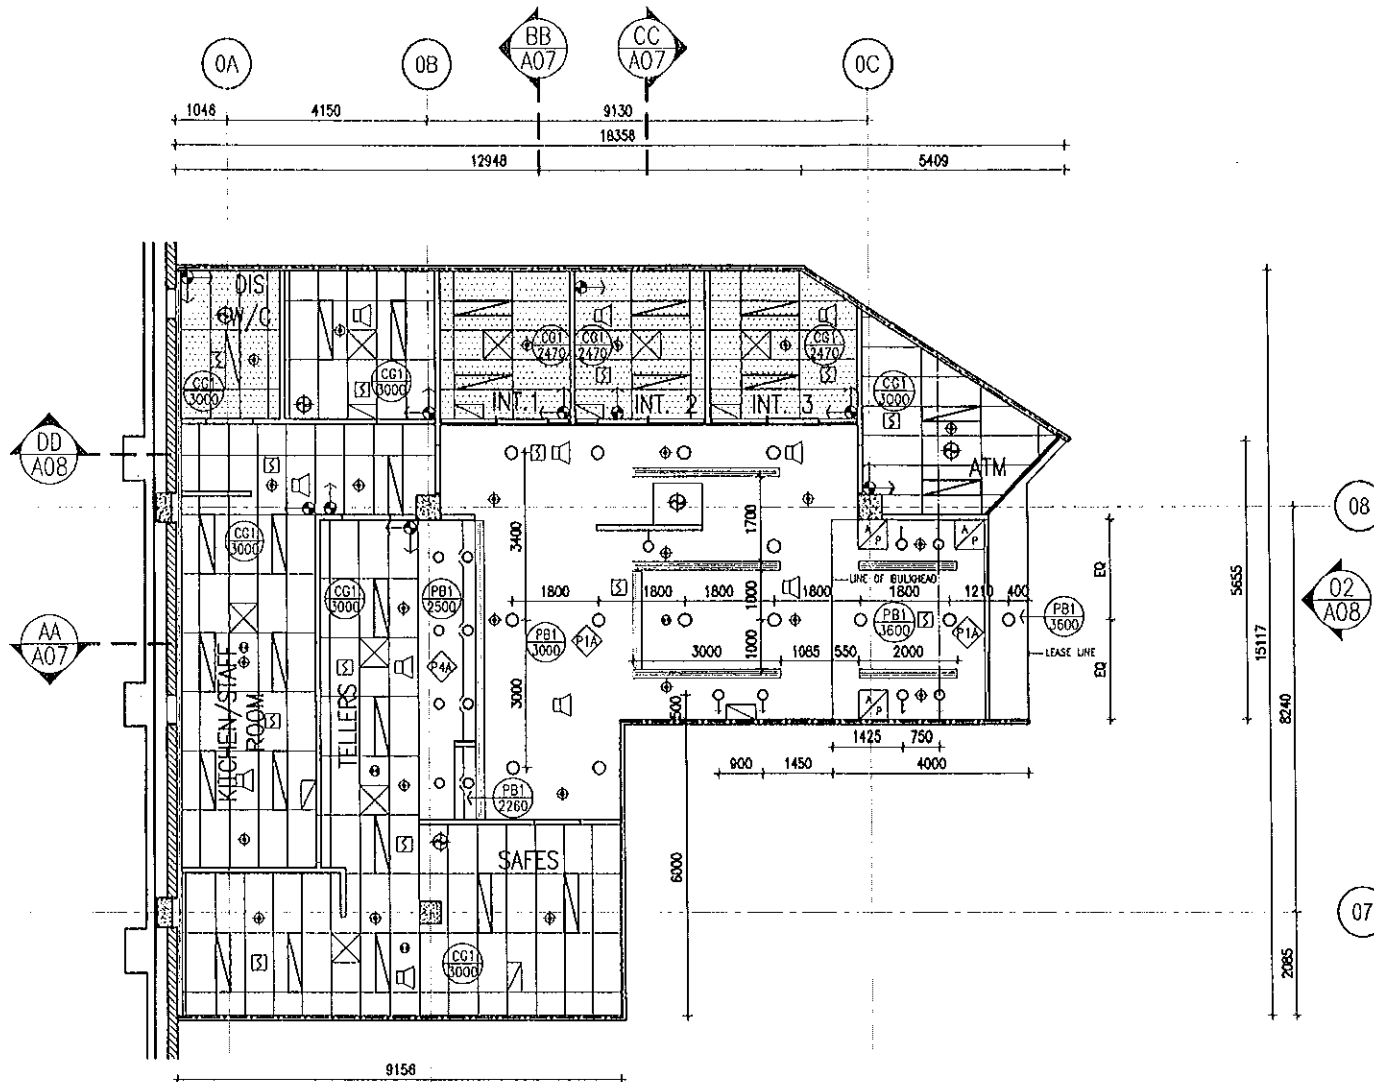 BB
A07
CC
A07
0A
0B
0C
1046
4150
9130
18358
12948
5409
DIS
W/C
CG1
3000
CG1
3000
CG1
2470
CG1
2470
CG1
2470
CG1
3000
INT.1
INT. 2
INT. 3
ATM
DD
A08
08
3400
1700
A
P
A
P
CG1
3000
CG1
3000
PB1
2500
LINE OF BULKHEAD
EQ
5655
1800
1800
1000
1800
1800
1210
400
02
A08
AA
A07
PB1
3000
P1A
PB1
3600
P1A
PB1
3600
LEASE LINE
P4A
3000
1085
550
2000
1000
15117
KITCHEN/STAFF
ROOM
TELLERS
3000
500
A
P
EQ
8240
1425
750
900
1450
4000
PB1
2260
SAFES
6000
07
CG1
3000
2085
9156